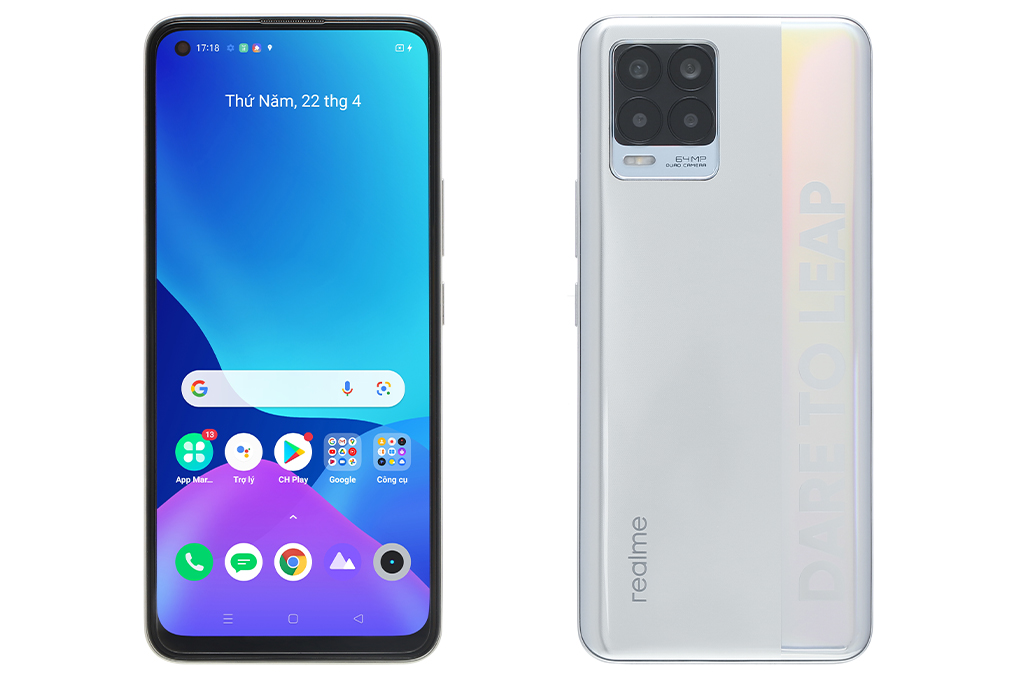 17:18
Thứ Năm, 22 thg 4
13
App Mar...
Trợ lý
CH Play
Google
Công cụ
64MP
QUAD CAMERA
realme
DARE TO LEAP